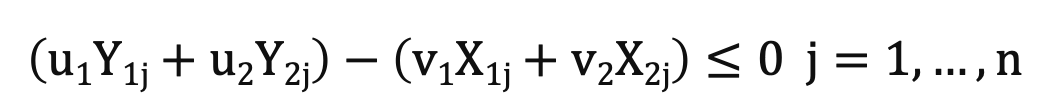 (u₁Y₁ⱼ + u₂Y₂ⱼ) − (v₁X₁ⱼ + v₂X₂ⱼ) ≤ 0 j = 1, … , n